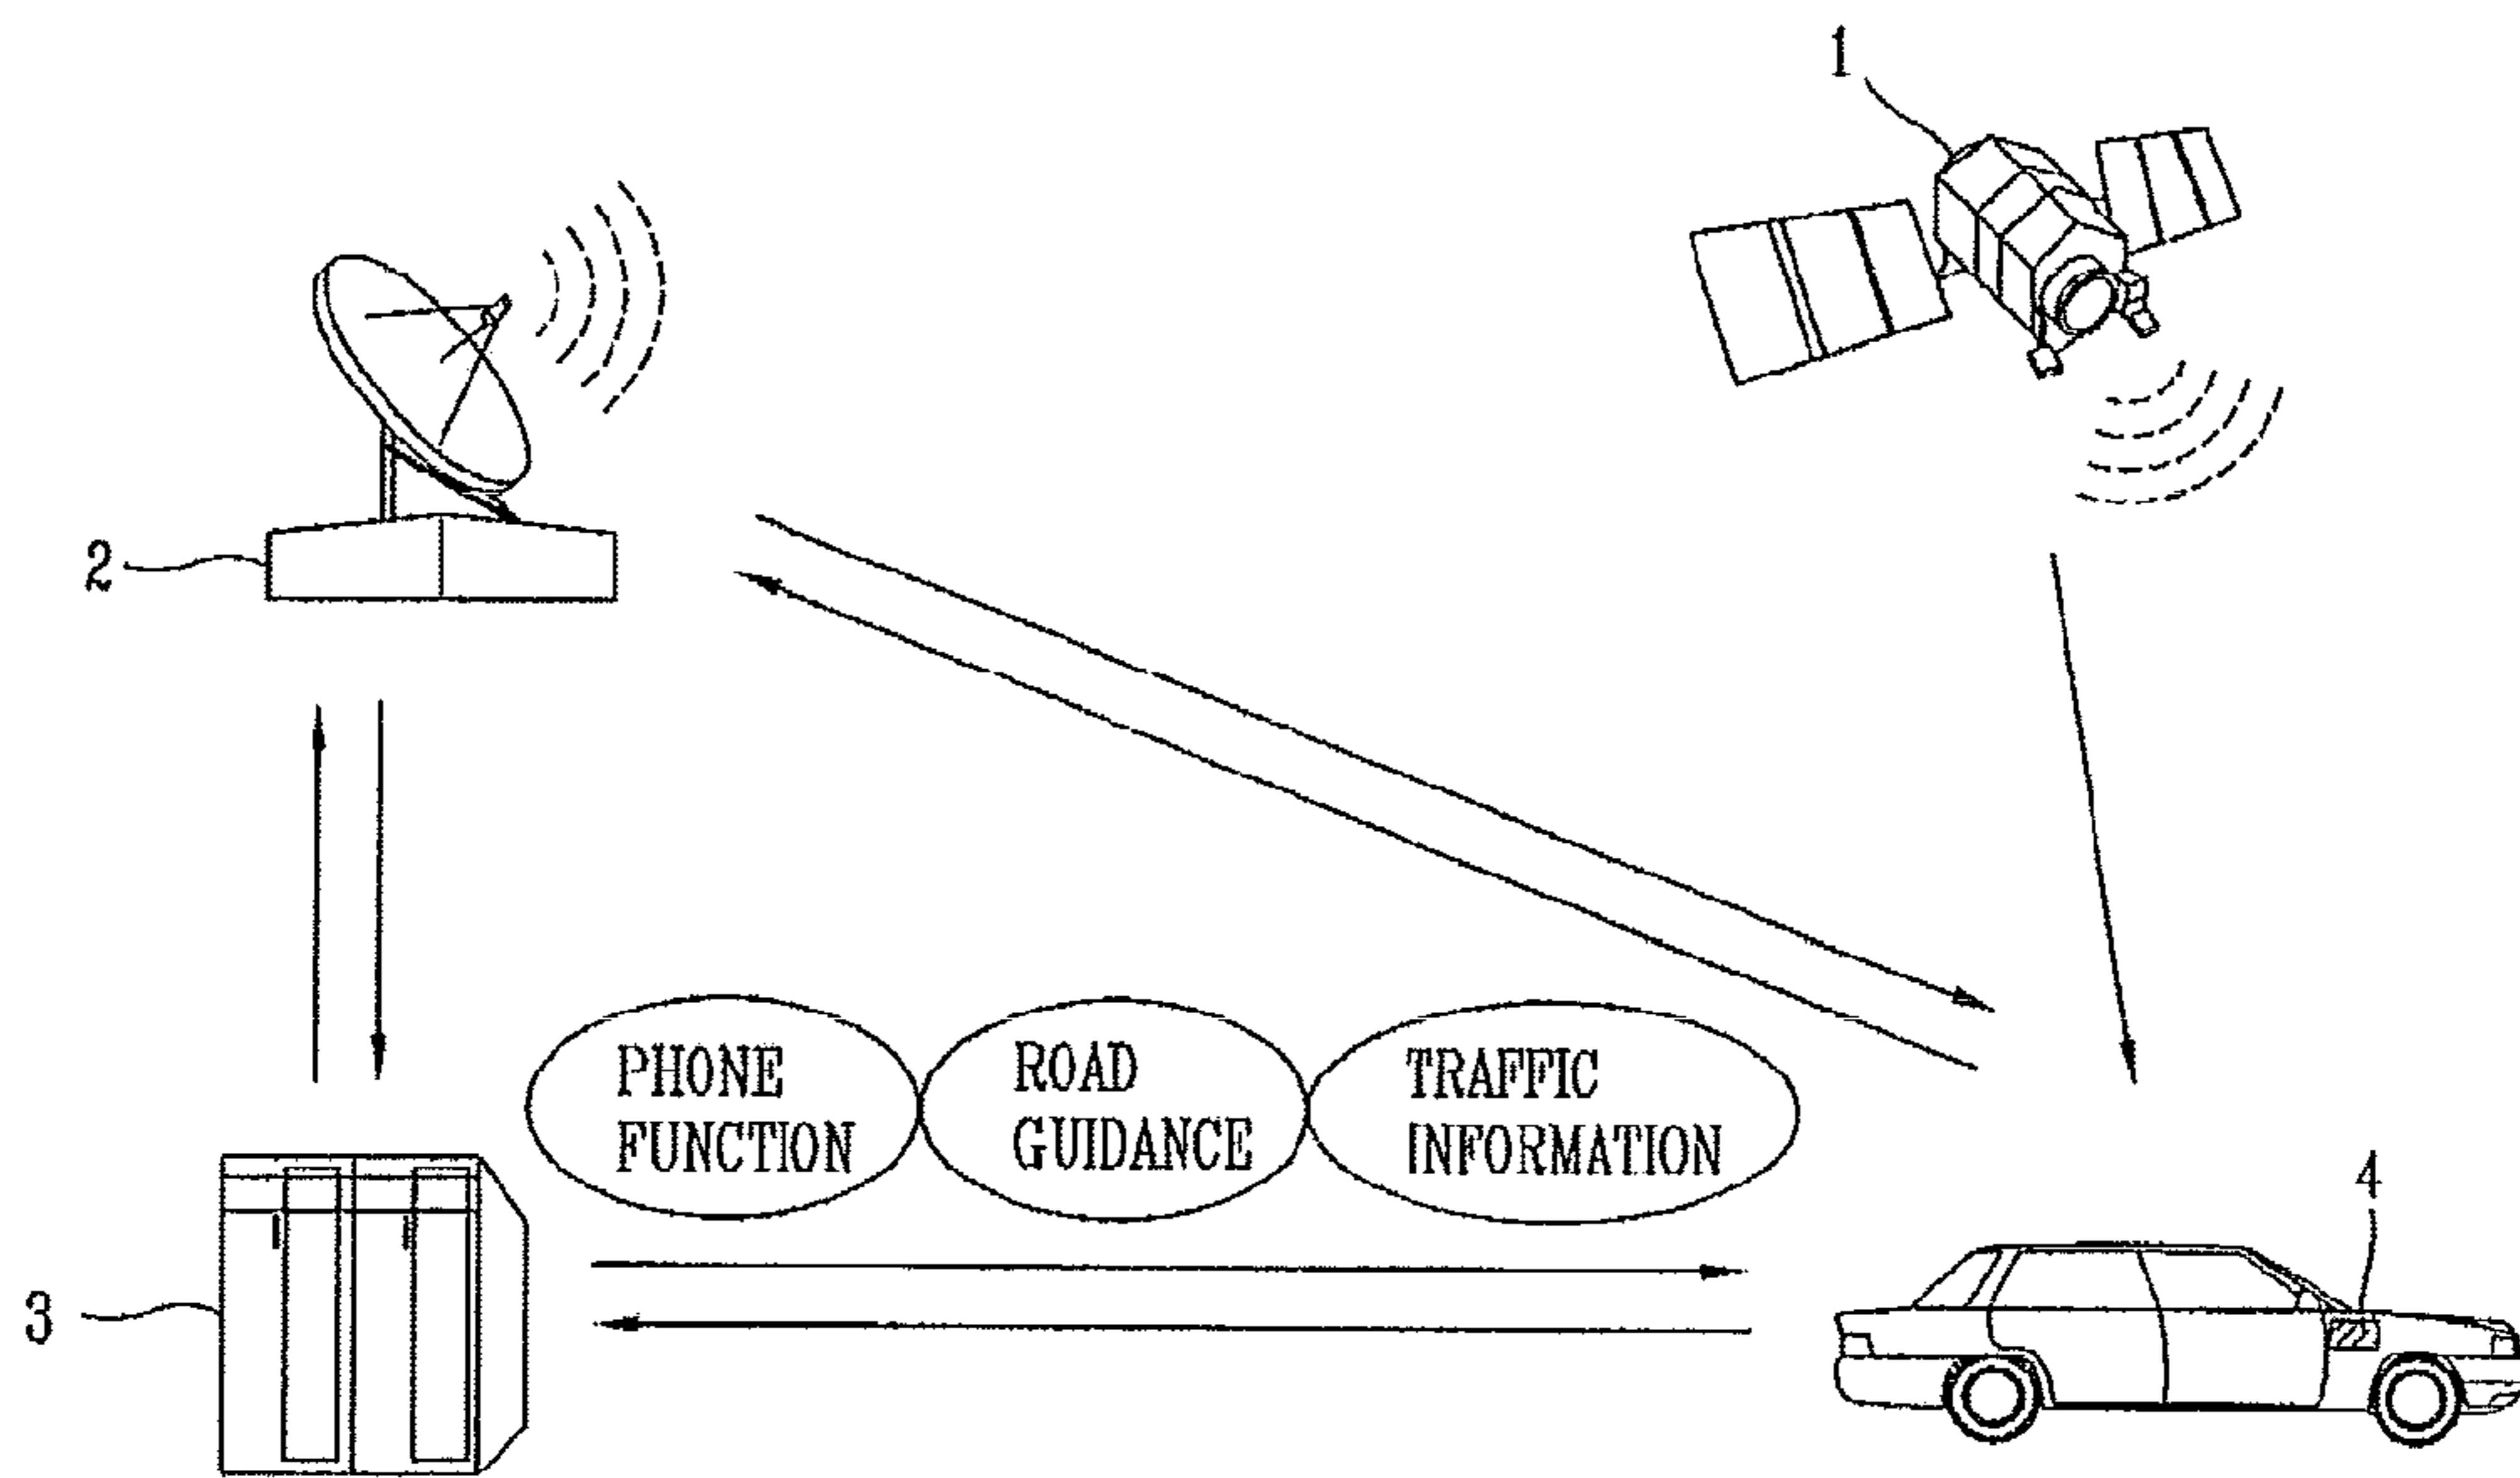 1
2
PHONE
FUNCTION
ROAD
GUIDANCE
TRAFFIC
INFORMATION
3
4